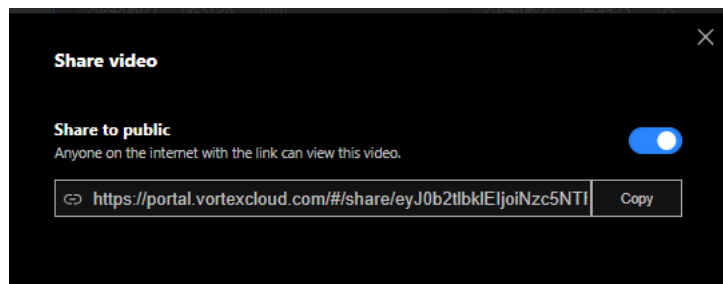 Share video
Share to public
Anyone on the internet with the link can view this video.
https://portal.vortexcloud.com/#/share/eyJ0b2tlbklEIjoiNzc5NTI
Copy